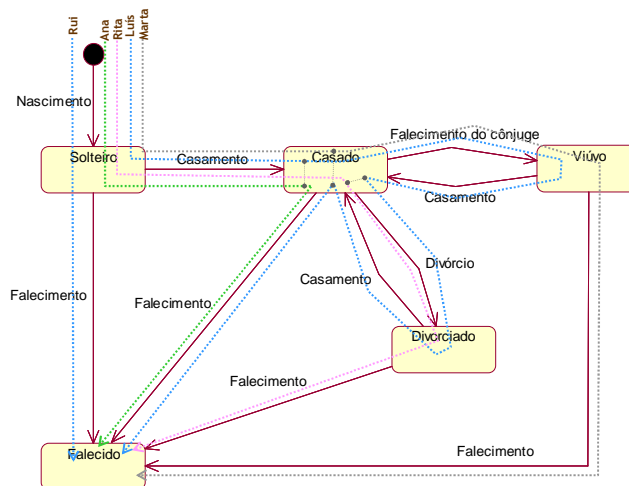 Rui
Ana
Rita
Luís
Marta
Nascimento
Solteiro
Casamento
Casado
Falecimento do cônjuge
Viúvo
Casamento
Divórcio
Casamento
Falecimento
Falecimento
Divorciado
Falecimento
Falecido
Falecimento